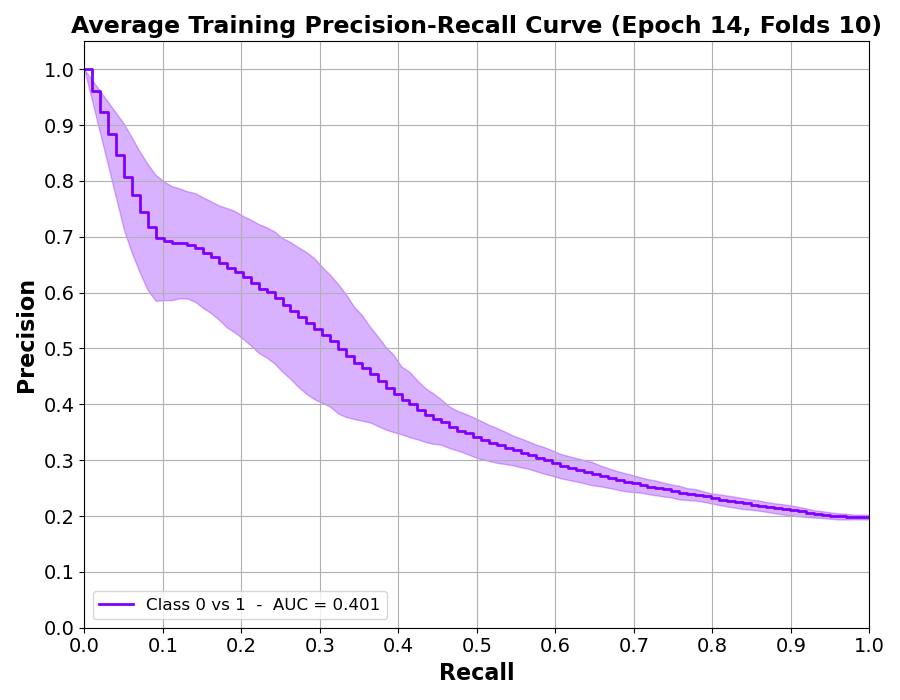 Average Training Precision-Recall Curve (Epoch 14, Folds 10)
1.0
0.9
0.8
0.7
0.6
0.5
0.4
0.3
0.2
0.1
0.0
Precision
Class 0 vs 1 - AUC = 0.401
0.0 0.1 0.2 0.3 0.4 0.5 0.6 0.7 0.8 0.9 1.0
Recall